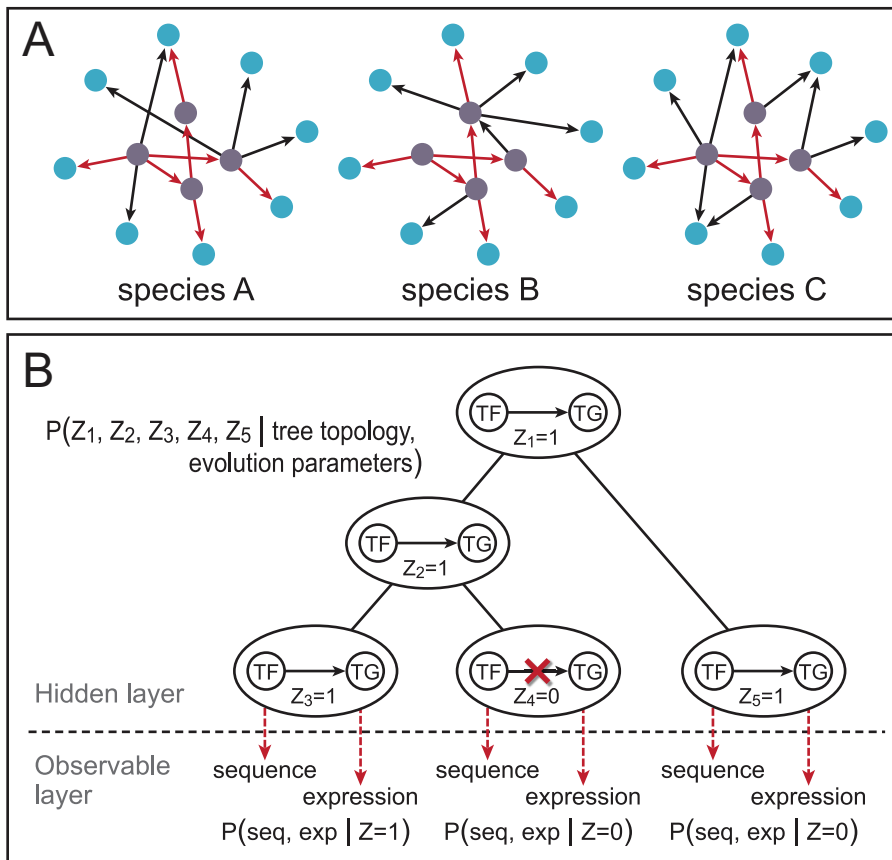 A
species A
species B
species C
B
P(Z1, Z2, Z3, Z4, Z5 | tree topology,
evolution parameters)
TF
TG
Z1=1
TF
TG
Z2=1
TF
TG
Z3=1
TF
TG
Z4=0
TF
TG
Z5=1
Hidden layer
Observable
layer
sequence
expression
P(seq, exp | Z=1)
sequence
expression
P(seq, exp | Z=0)
sequence
expression
P(seq, exp | Z=0)